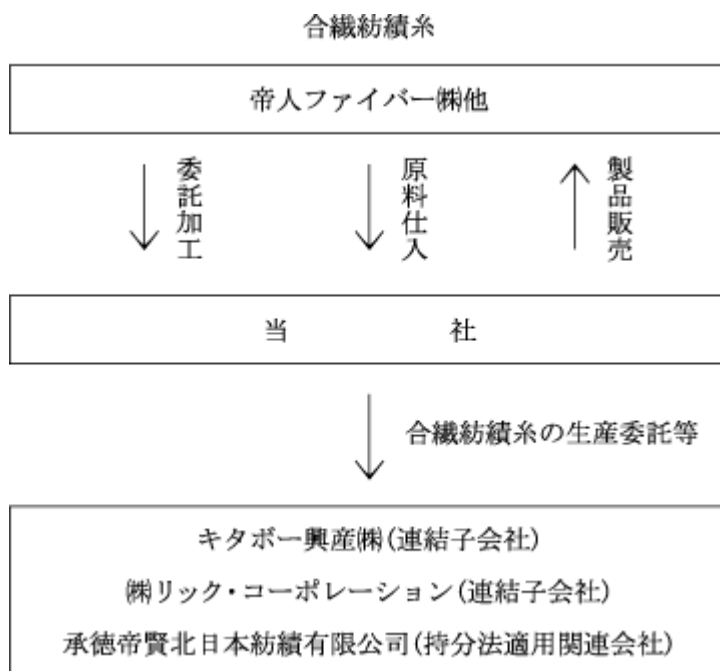 合繊紡績糸
帝人ファイバー㈱他
委託加工
原料仕入
製品販売
当 社
合繊紡績糸の生産委託等
キタボー興産㈱(連結子会社)
㈱リック・コーポレーション(連結子会社)
承徳帝賢北日本紡績有限公司(持分法適用関連会社)